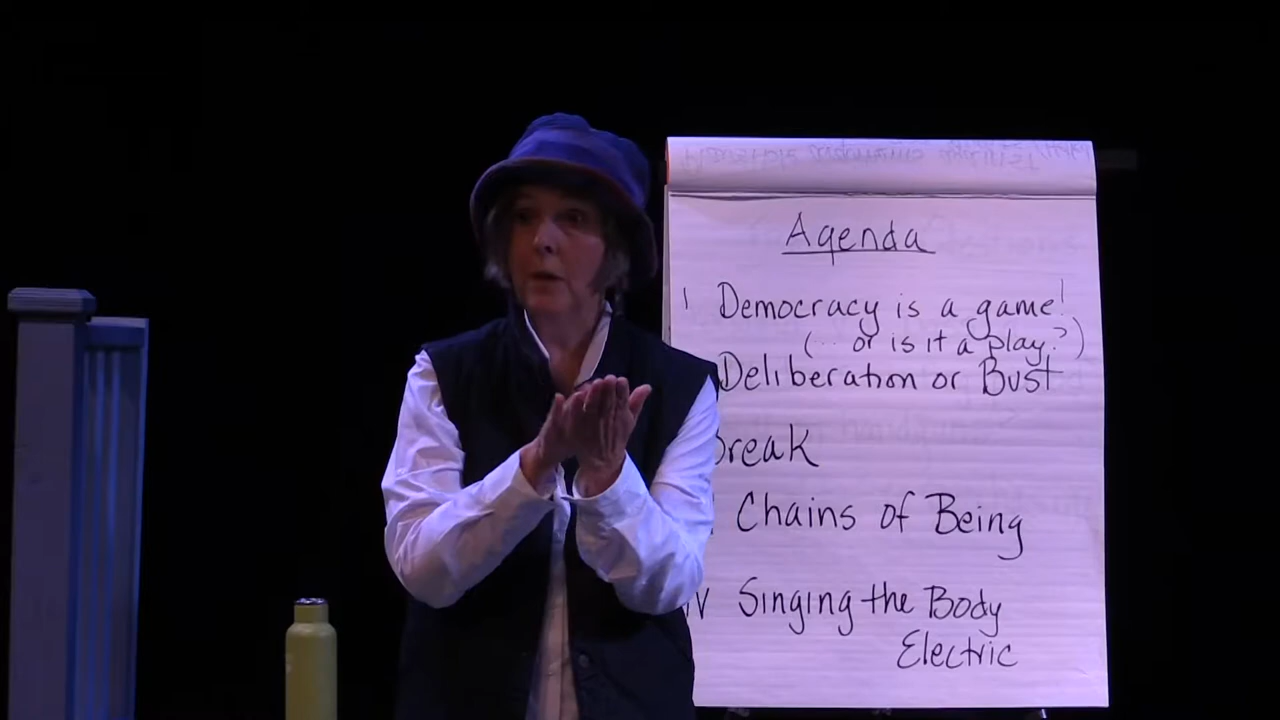 Agenda
I Democracy is a game!
(... or is it a play?)
Deliberation or Bust
Break
Chains of Being
IV Singing the Body
Electric